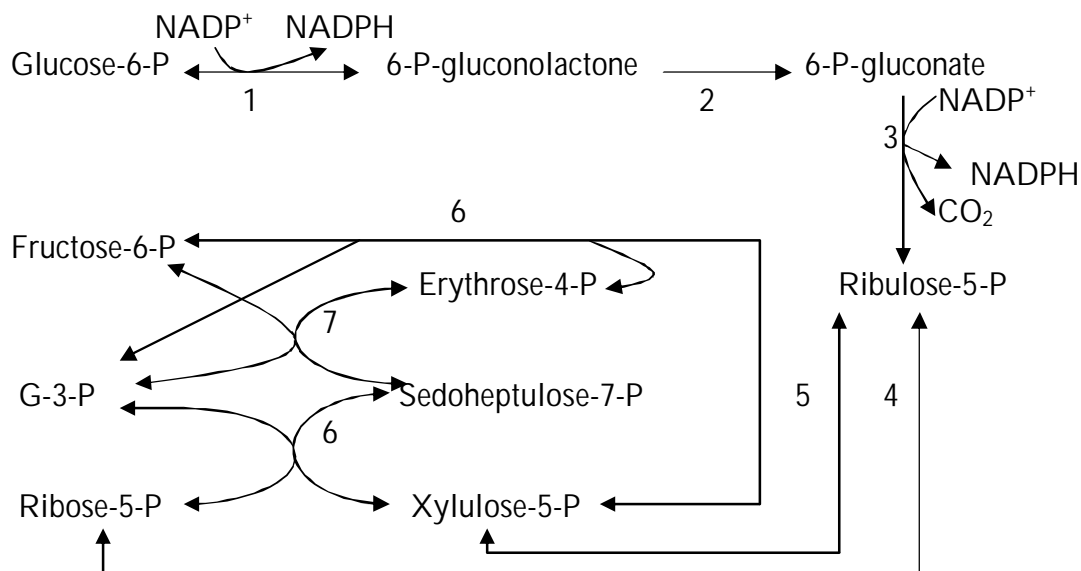 NADP⁺ NADPH
Glucose-6-P 6-P-gluconolactone 6-P-gluconate
1 2
NADP⁺
3
NADPH
CO₂
6
Fructose-6-P
Erythrose-4-P Ribulose-5-P
7
G-3-P Sedoheptulose-7-P 5 4
6
Ribose-5-P Xylulose-5-P